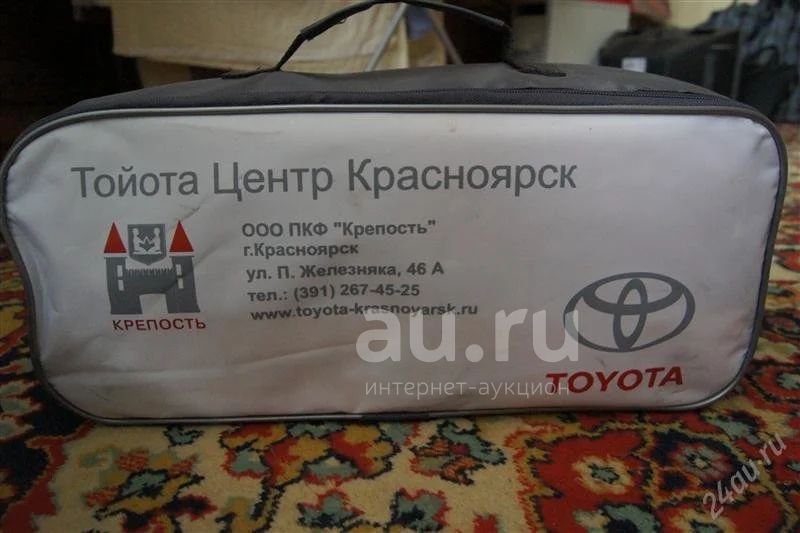 Тойота Центр Красноярск
ООО ПКФ "Крепость"
г.Красноярск
ул. П. Железняка, 46 А
тел.: (391) 267-45-25
www.toyota-krasnoyarsk.ru
КРЕПОСТЬ
TOYOTA
au.ru
интернет-аукцион
24au.ru